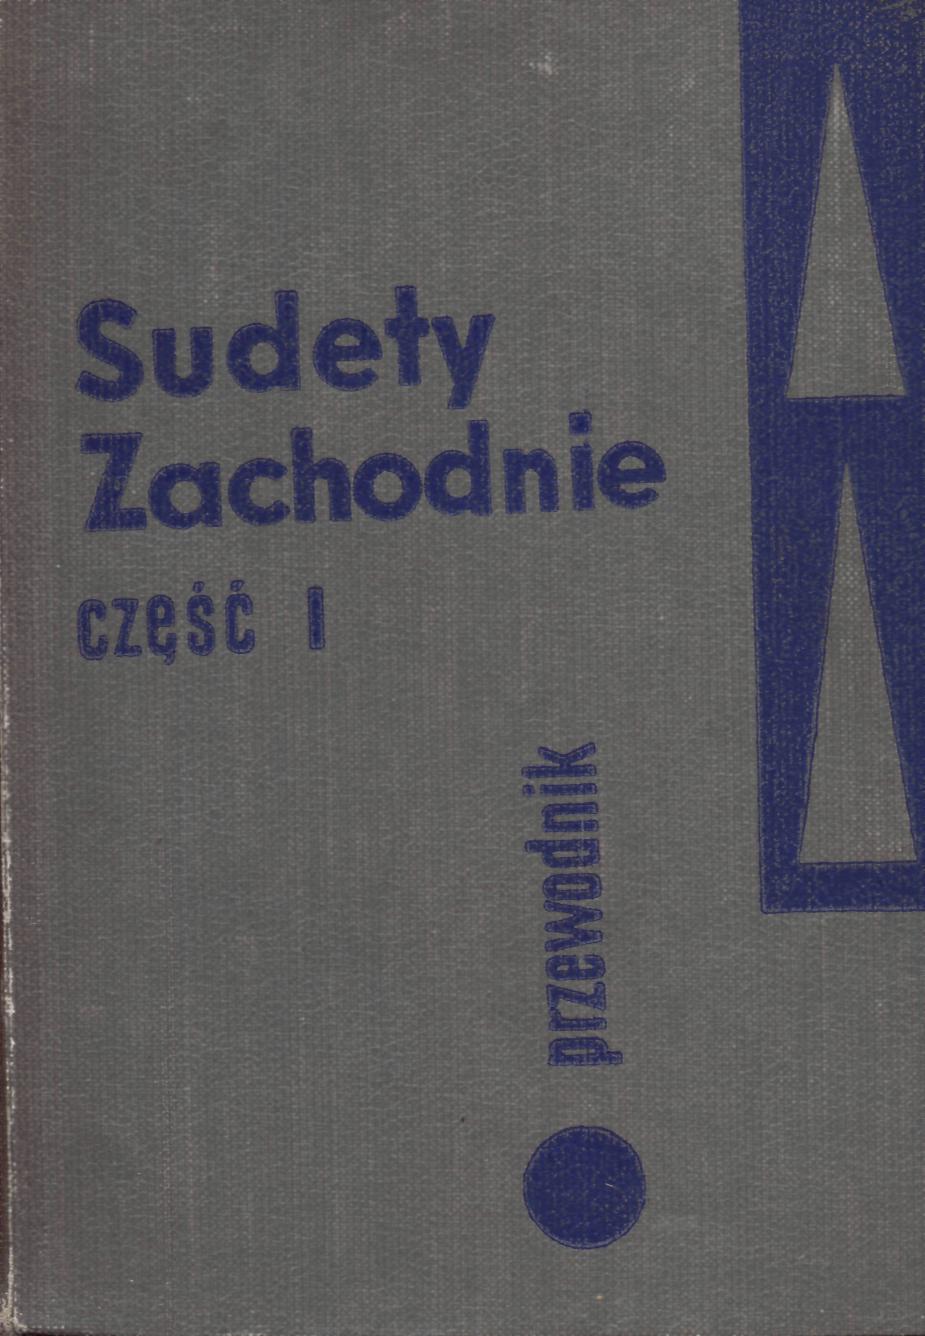 Sudety
Zachodnie
część I
przewodnik